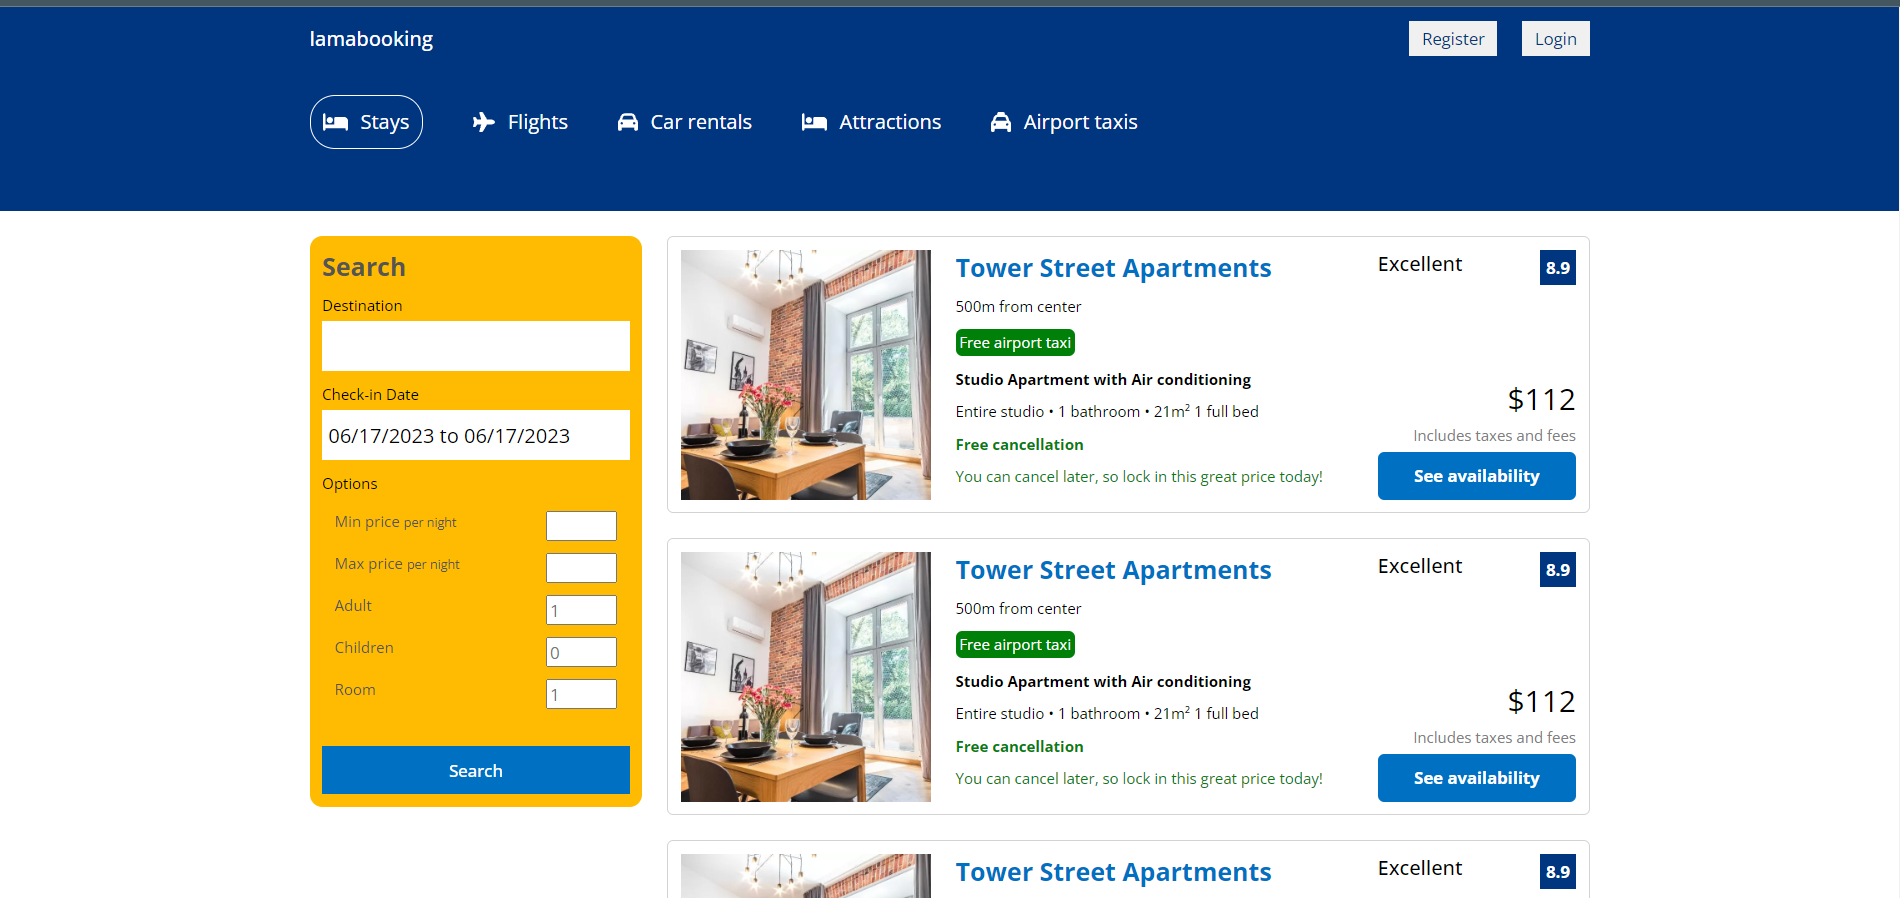 lamabooking
Register
Login
Stays
Flights
Car rentals
Attractions
Airport taxis
Search
Destination
Check-in Date
06/17/2023 to 06/17/2023
Options
Min price per night
Max price per night
Adult
1
Children
0
Room
1
Search
Tower Street Apartments
500m from center
Free airport taxi
Studio Apartment with Air conditioning
Entire studio • 1 bathroom • 21m² 1 full bed
Free cancellation
You can cancel later, so lock in this great price today!
Excellent
8.9
$112
Includes taxes and fees
See availability
Tower Street Apartments
500m from center
Free airport taxi
Studio Apartment with Air conditioning
Entire studio • 1 bathroom • 21m² 1 full bed
Free cancellation
You can cancel later, so lock in this great price today!
Excellent
8.9
$112
Includes taxes and fees
See availability
Tower Street Apartments
Excellent
8.9